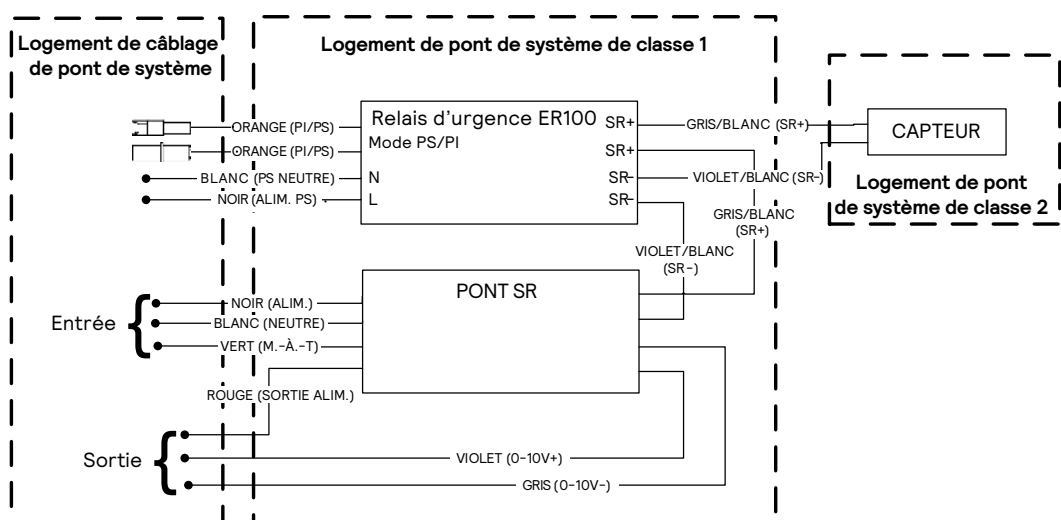 Logement de câblage
de pont de système
Logement de pont de système de classe 1
Relais d'urgence ER100
Mode PS/PI
SR+
SR+
SR-
SR-
N
L
ORANGE (PI/PS)
ORANGE (PI/PS)
BLANC (PS NEUTRE)
NOIR (ALIM. PS)
GRIS/BLANC (SR+)
CAPTEUR
VIOLET/BLANC (SR-)
Logement de pont
de système de classe 2
GRIS/BLANC
(SR+)
VIOLET/BLANC
(SR-)
PONT SR
Entrée
NOIR (ALIM.)
BLANC (NEUTRE)
VERT (M.-À.-T)
ROUGE (SORTIE ALIM.)
Sortie
VIOLET (0-10V+)
GRIS (0-10V-)